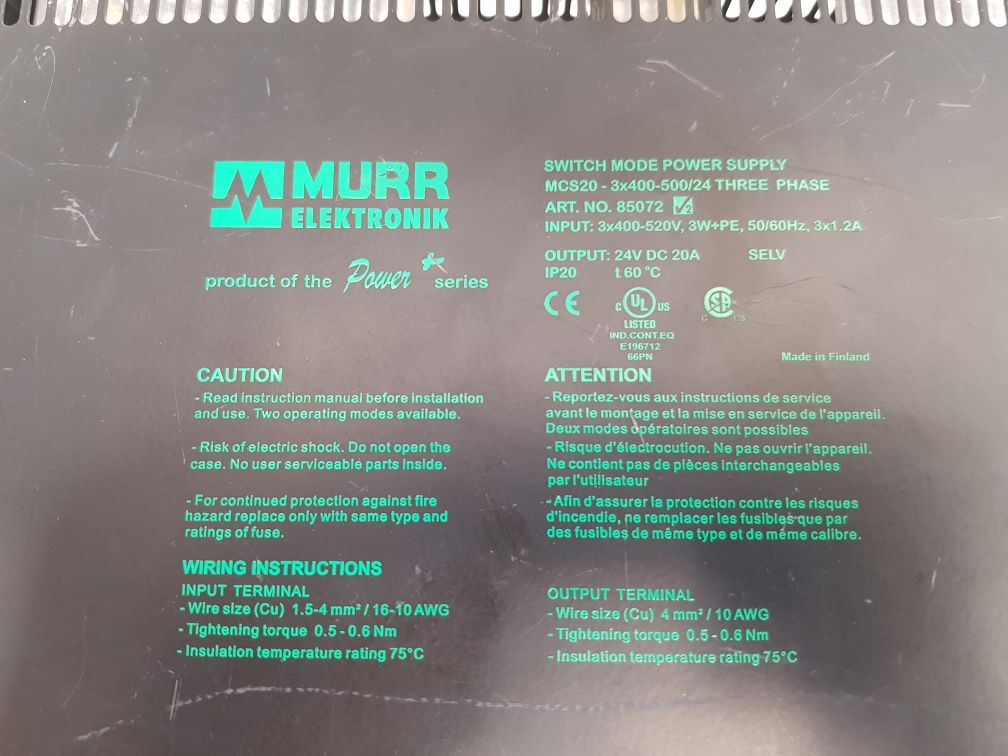 MURR
ELEKTRONIK
product of the Power + series
SWITCH MODE POWER SUPPLY
MCS20 - 3x400-500/24 THREE PHASE
ART. NO. 85072
INPUT: 3x400-520V, 3W+PE, 50/60Hz, 3x1.2A
OUTPUT: 24V DC 20A SELV
IP20 t 60 °C
CE C UL US
LISTED
IND.CONT.EQ
E196712
66PN
Made in Finland
CAUTION
- Read instruction manual before installation
and use. Two operating modes available.
- Risk of electric shock. Do not open the
case. No user serviceable parts inside.
- For continued protection against fire
hazard replace only with same type and
ratings of fuse.
ATTENTION
- Reportez-vous aux instructions de service
avant le montage et la mise en service de l'appareil.
Deux modes opératoires sont possibles
- Risque d'électrocution. Ne pas ouvrir l'appareil.
Ne contient pas de pièces interchangeables
par l'utilisateur
- Afin d'assurer la protection contre les risques
d'incendie, ne remplacer les fusibles que par
des fusibles de même type et de même calibre.
WIRING INSTRUCTIONS
INPUT TERMINAL
- Wire size (Cu) 1.5-4 mm² / 16-10 AWG
- Tightening torque 0.5 - 0.6 Nm
- Insulation temperature rating 75°C
OUTPUT TERMINAL
- Wire size (Cu) 4 mm² / 10 AWG
- Tightening torque 0.5 - 0.6 Nm
- Insulation temperature rating 75°C